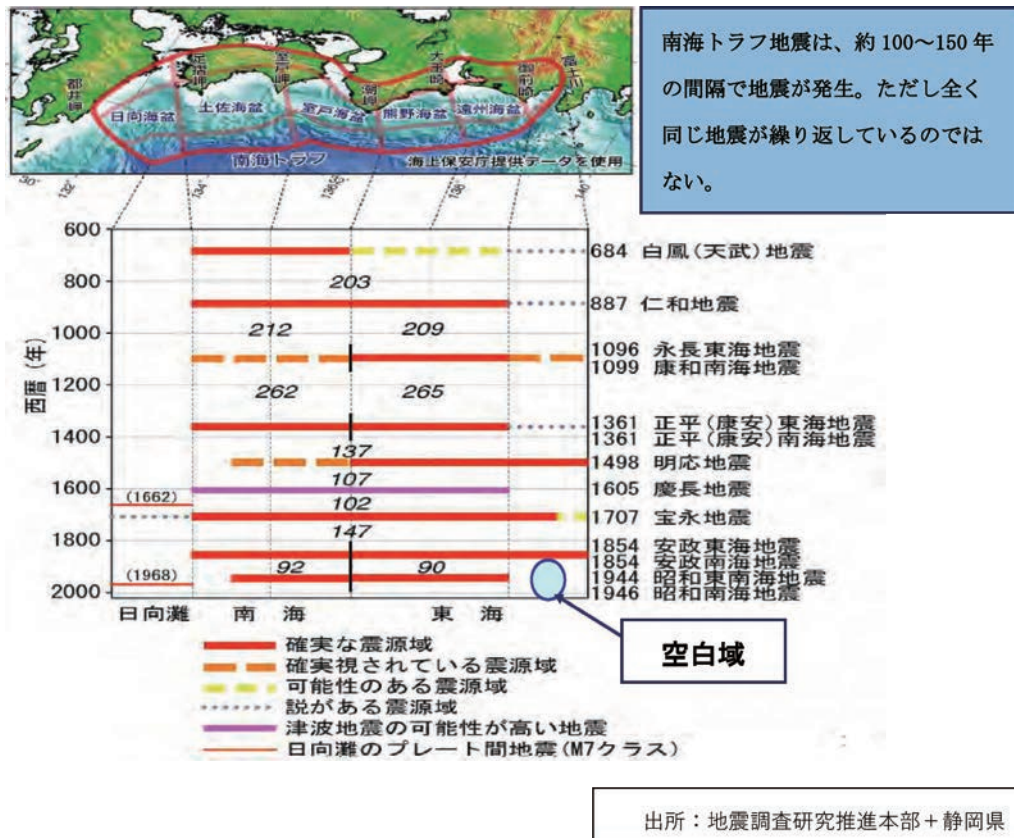 南海トラフ地震は、約100～150年
の間隔で地震が発生。ただし全く
同じ地震が繰り返しているのでは
ない。
都井岬
足摺岬
室戸岬
潮岬
大王崎
御前崎
富士川
日向海盆
土佐海盆
室戸海盆
熊野海盆
遠州海盆
南海トラフ
海上保安庁提供データを使用
132°
134°
136°
138°
140°
西暦(年)
600
800
1000
1200
1400
1600
1800
2000
203
212
209
262
265
137
107
102
147
92
90
(1662)
(1968)
684 白鳳(天武)地震
887 仁和地震
1096 永長東海地震
1099 康和南海地震
1361 正平(康安)東海地震
1361 正平(康安)南海地震
1498 明応地震
1605 慶長地震
1707 宝永地震
1854 安政東海地震
1854 安政南海地震
1944 昭和東南海地震
1946 昭和南海地震
日向灘
南海
東海
空白域
確実な震源域
確実視されている震源域
可能性のある震源域
説がある震源域
津波地震の可能性が高い地震
日向灘のプレート間地震(M7クラス)
出所：地震調査研究推進本部＋静岡県